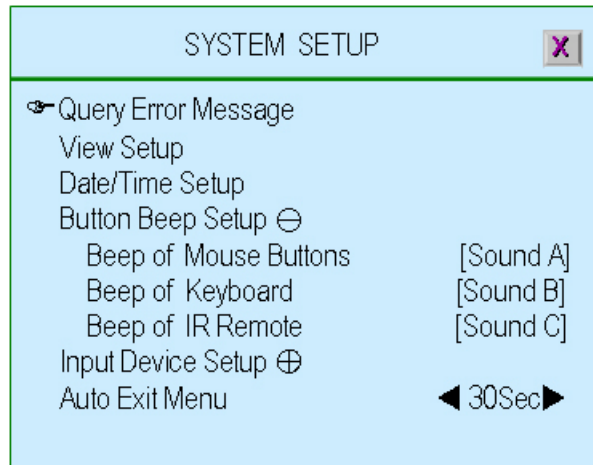 SYSTEM SETUP X
Query Error Message
View Setup
Date/Time Setup
Button Beep Setup
Beep of Mouse Buttons [Sound A]
Beep of Keyboard [Sound B]
Beep of IR Remote [Sound C]
Input Device Setup
Auto Exit Menu 30Sec